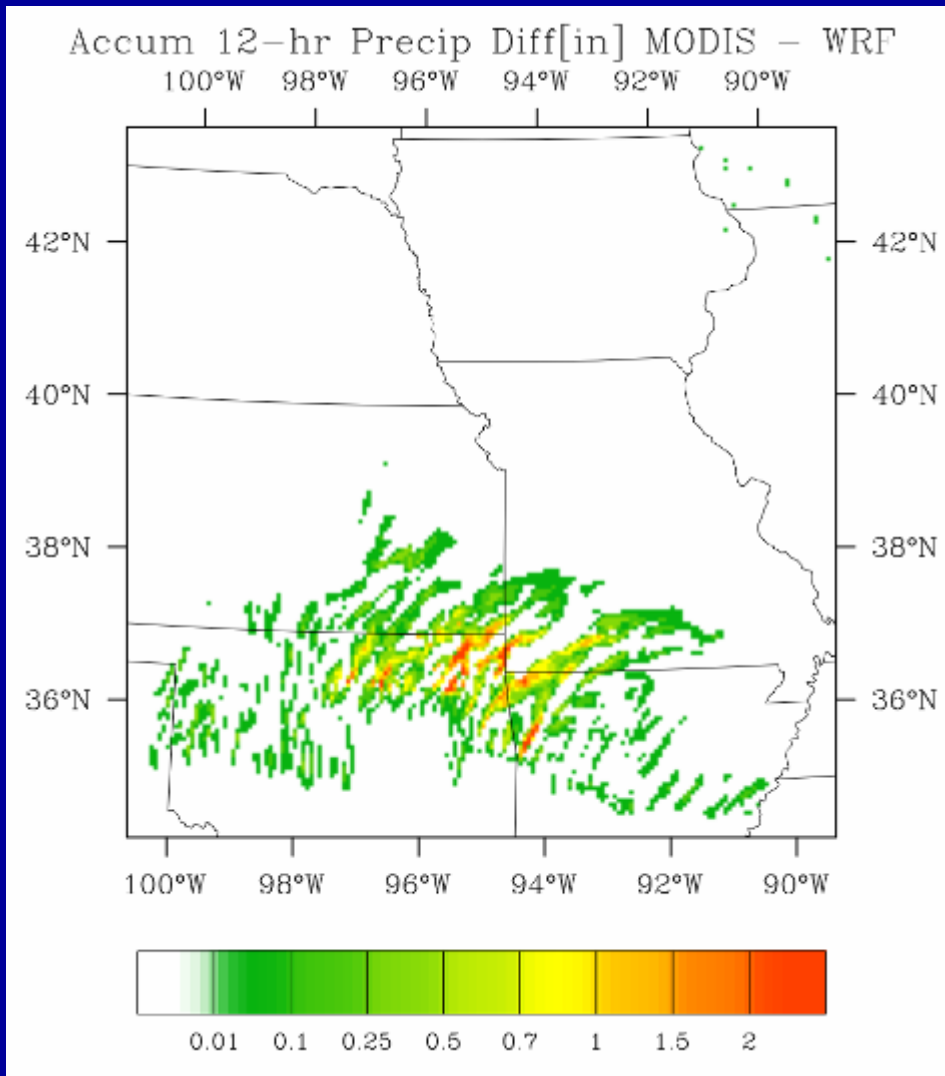 Accum 12-hr Precip Diff[in] MODIS - WRF
100°W 98°W 96°W 94°W 92°W 90°W
42°N 42°N
40°N 40°N
38°N 38°N
36°N 36°N
100°W 98°W 96°W 94°W 92°W 90°W
0.01 0.1 0.25 0.5 0.7 1 1.5 2